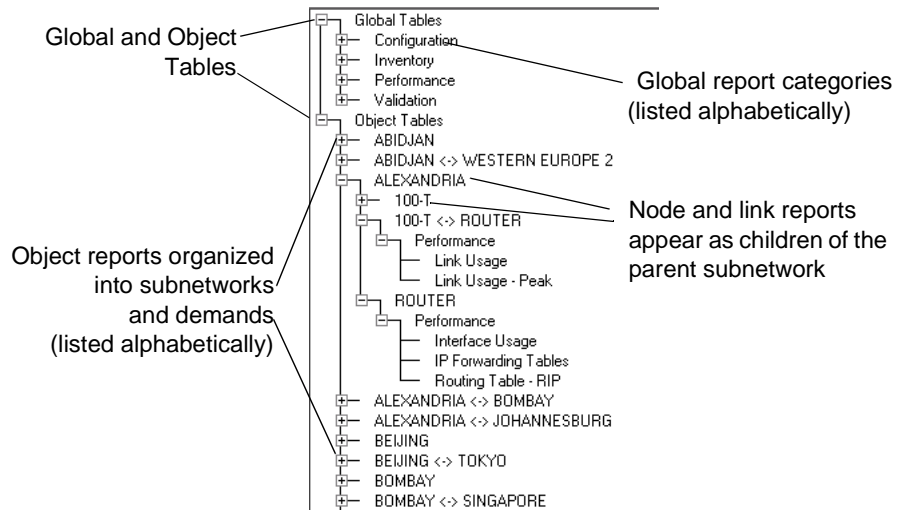 Global and Object
Tables
Global Tables
Configuration
Inventory
Performance
Validation
Object Tables
ABIDJAN
ABIDJAN <-> WESTERN EUROPE 2
ALEXANDRIA
100-T
100-T <-> ROUTER
Performance
Link Usage
Link Usage - Peak
ROUTER
Performance
Interface Usage
IP Forwarding Tables
Routing Table - RIP
ALEXANDRIA <-> BOMBAY
ALEXANDRIA <-> JOHANNESBURG
BEIJING
BEIJING <-> TOKYO
BOMBAY
BOMBAY <-> SINGAPORE
Global report categories
(listed alphabetically)
Node and link reports
appear as children of the
parent subnetwork
Object reports organized
into subnetworks
and demands
(listed alphabetically)